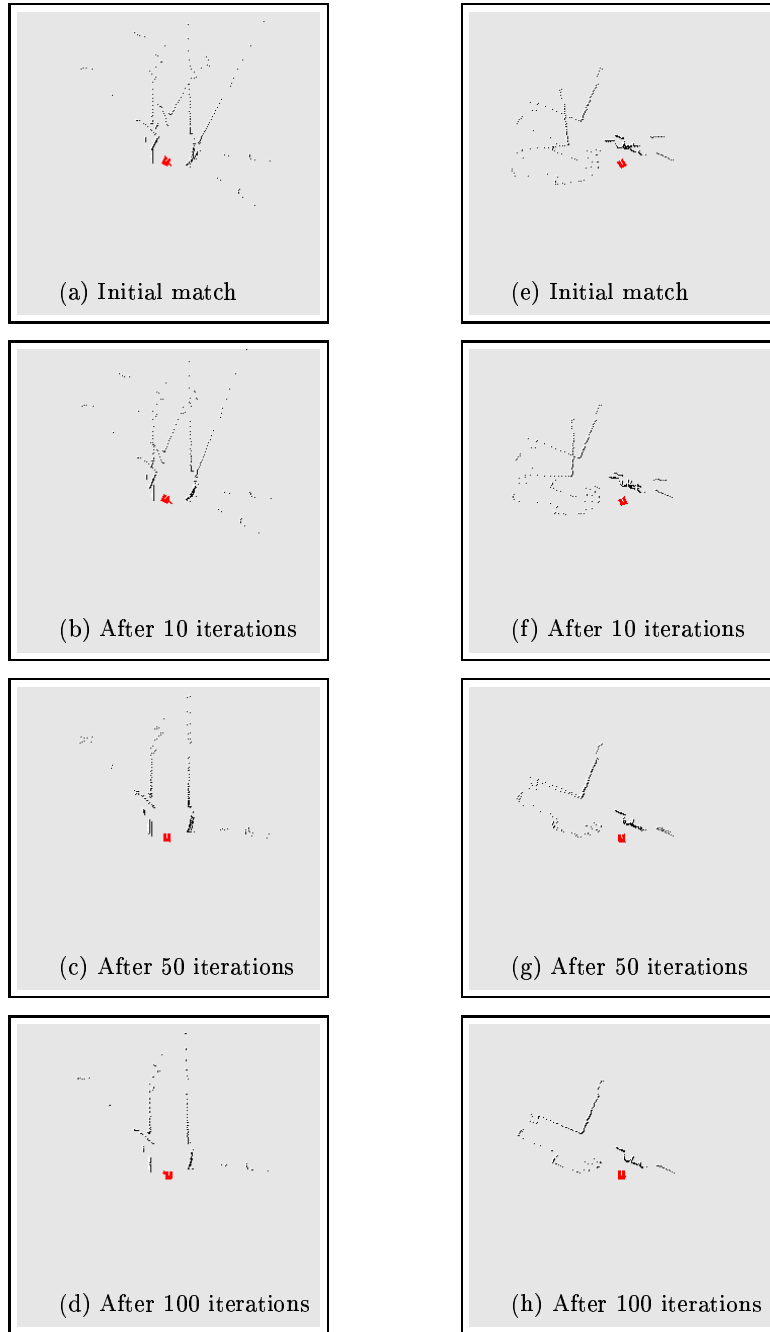 (a) Initial match
(e) Initial match
(b) After 10 iterations
(f) After 10 iterations
(c) After 50 iterations
(g) After 50 iterations
(d) After 100 iterations
(h) After 100 iterations